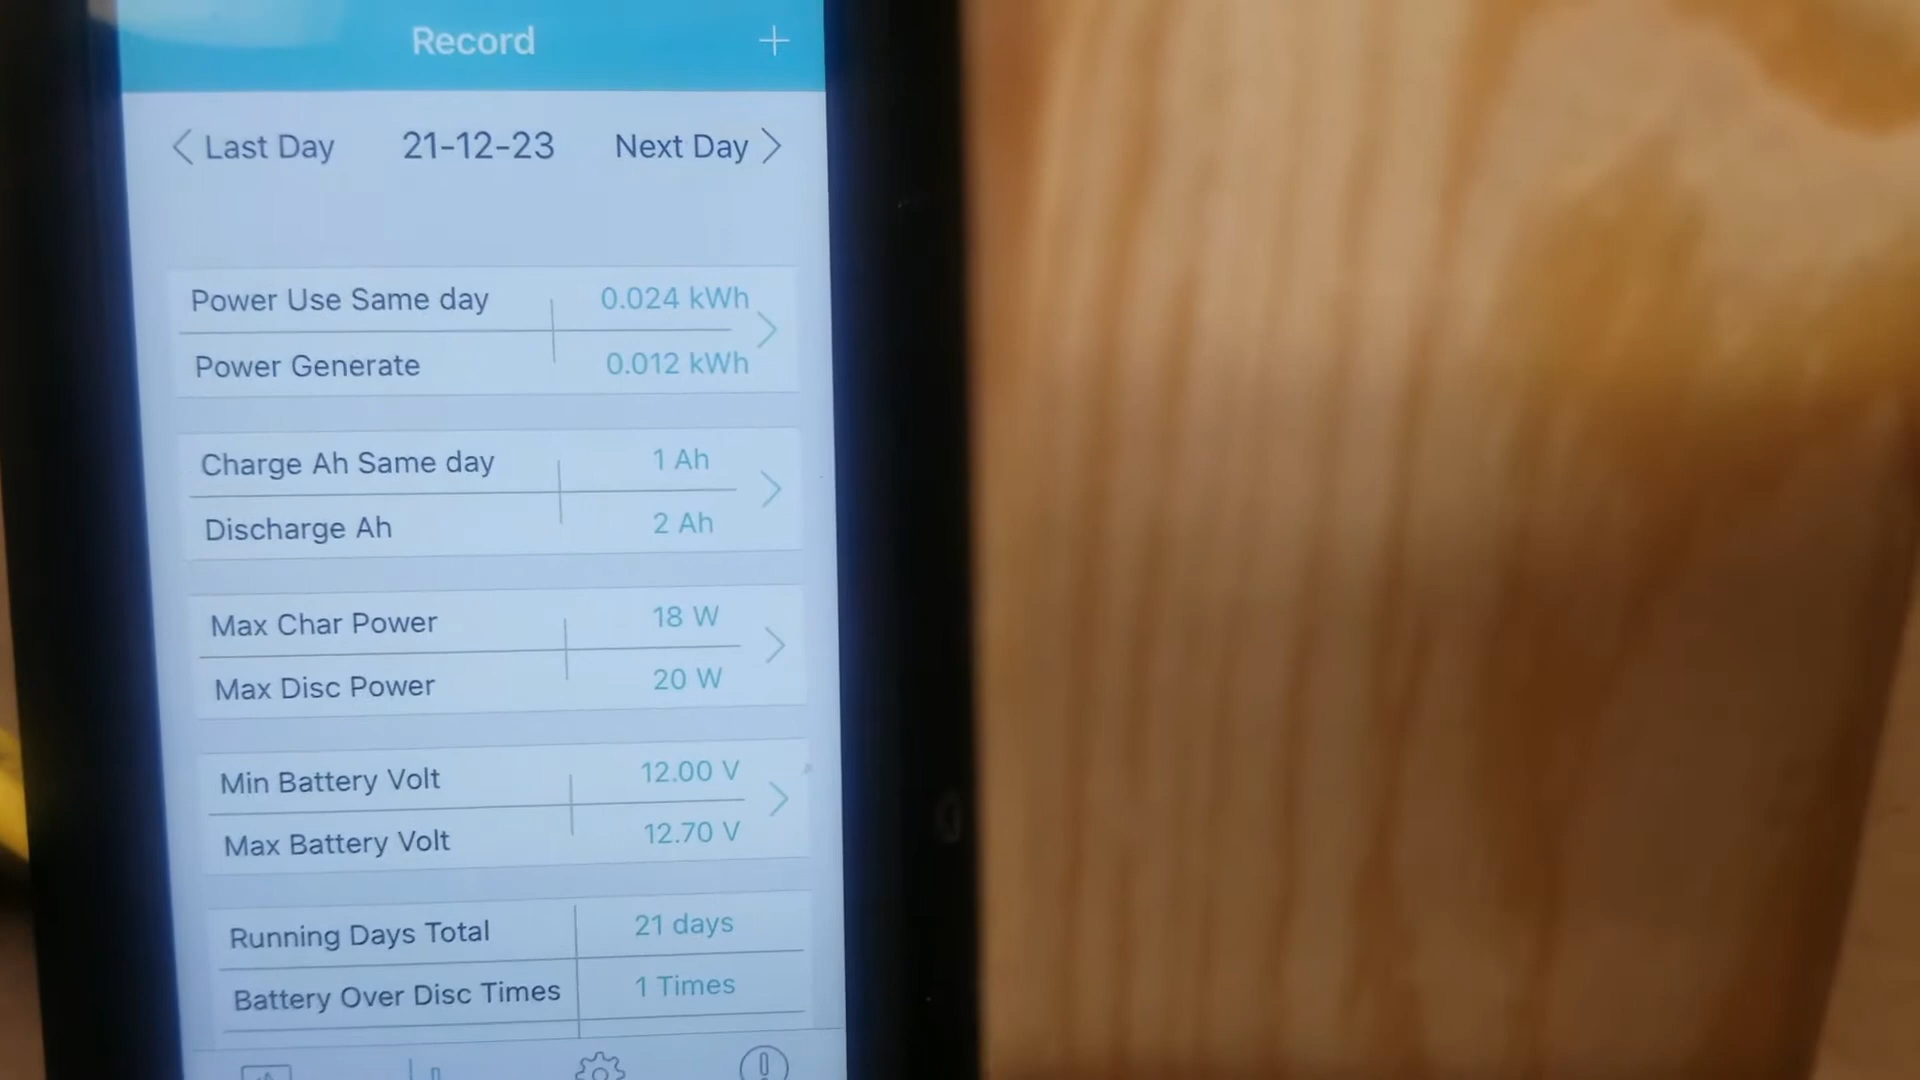 Record +
< Last Day 21-12-23 Next Day >
Power Use Same day 0.024 kWh
Power Generate 0.012 kWh
Charge Ah Same day 1 Ah
Discharge Ah 2 Ah
Max Char Power 18 W
Max Disc Power 20 W
Min Battery Volt 12.00 V
Max Battery Volt 12.70 V
Running Days Total 21 days
Battery Over Disc Times 1 Times